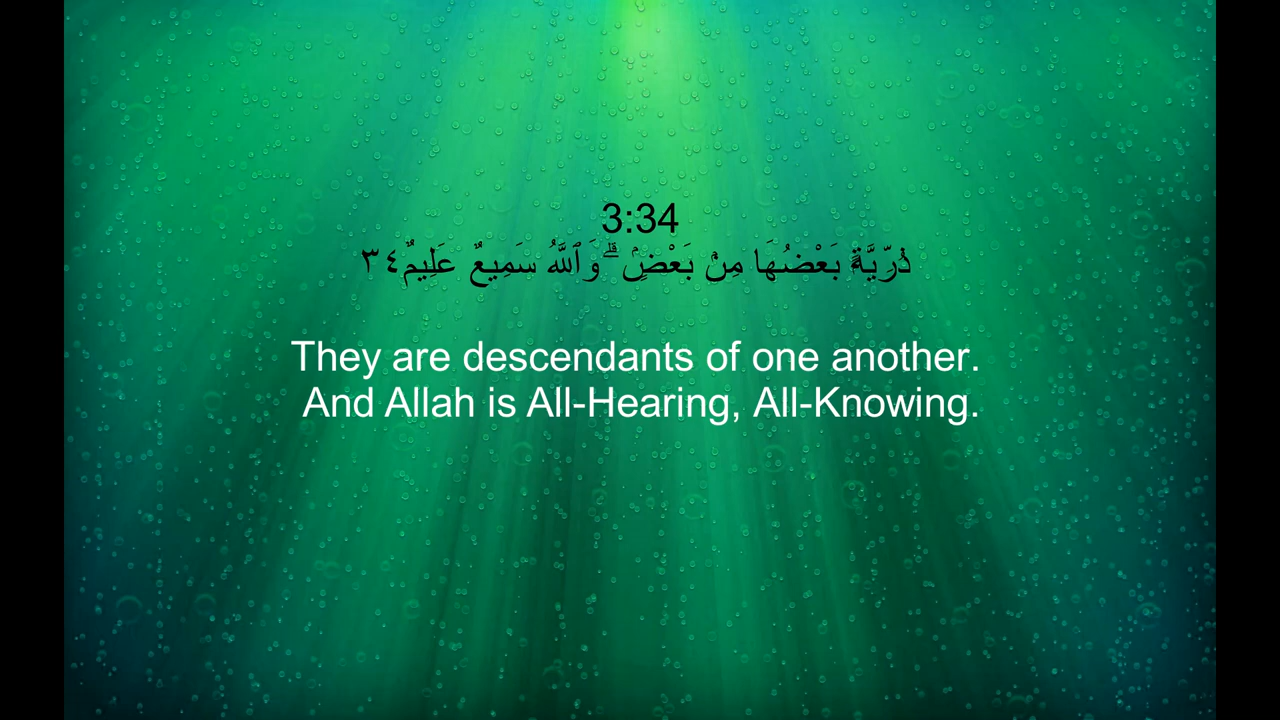 3:34
ذُرِّيَّةًۢ بَعْضُهَا مِنۢ بَعْضٍۢ ۗ وَٱللَّهُ سَمِيعٌ عَلِيمٌ٣٤
They are descendants of one another.
And Allah is All-Hearing, All-Knowing.